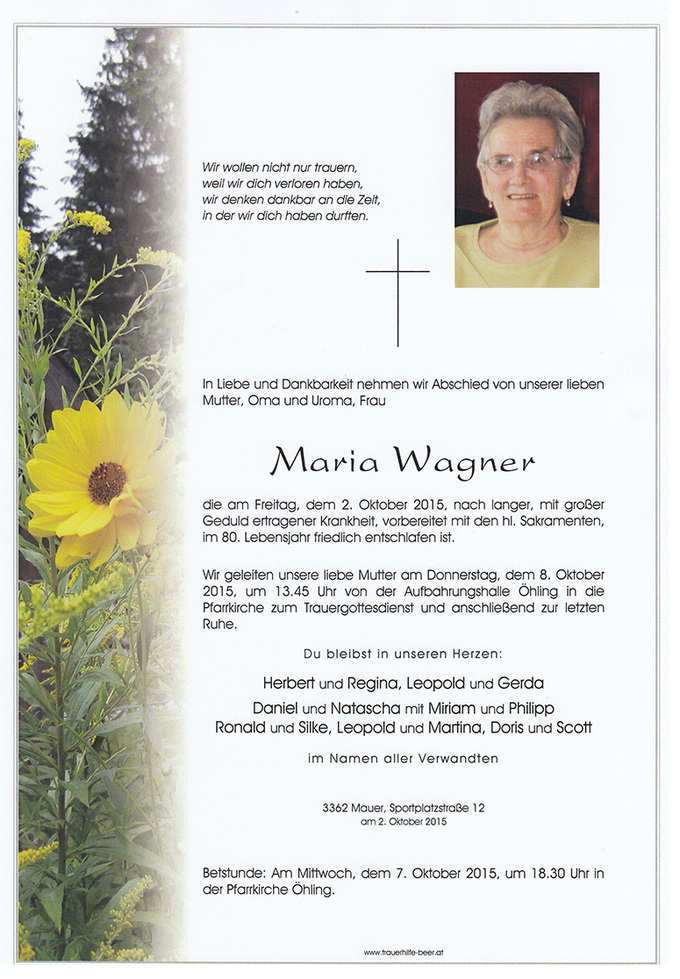 Wir wollen nicht nur trauern,
weil wir dich verloren haben,
wir denken dankbar an die Zeit,
in der wir dich haben durften.
In Liebe und Dankbarkeit nehmen wir Abschied von unserer lieben
Mutter, Oma und Uroma, Frau
Maria Wagner
die am Freitag, dem 2. Oktober 2015, nach langer, mit großer
Geduld ertragener Krankheit, vorbereitet mit den hl. Sakramenten,
im 80. Lebensjahr friedlich entschlafen ist.
Wir geleiten unsere liebe Mutter am Donnerstag, dem 8. Oktober
2015, um 13.45 Uhr von der Aufbahrungshalle Öhling in die
Pfarrkirche zum Trauergottesdienst und anschließend zur letzten
Ruhe.
Du bleibst in unseren Herzen:
Herbert und Regina, Leopold und Gerda
Daniel und Natascha mit Miriam und Philipp
Ronald und Silke, Leopold und Martina, Doris und Scott
im Namen aller Verwandten
3362 Mauer, Sportplatzstraße 12
am 2. Oktober 2015
Betstunde: Am Mittwoch, dem 7. Oktober 2015, um 18.30 Uhr in
der Pfarrkirche Öhling.
www.trauerhilfe-beer.at